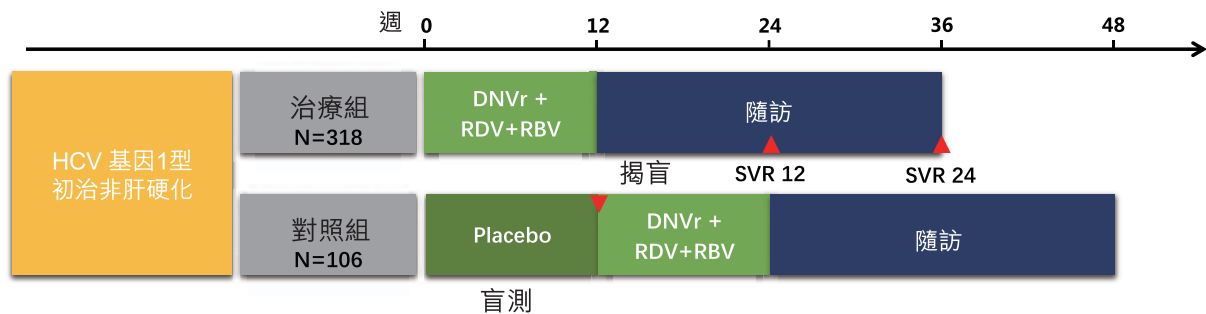 週 0 12 24 36 48
HCV 基因1型
初治非肝硬化
治療組
N=318
DNVr +
RDV+RBV
隨訪
揭盲
SVR 12
SVR 24
對照組
N=106
Placebo
DNVr +
RDV+RBV
隨訪
盲測